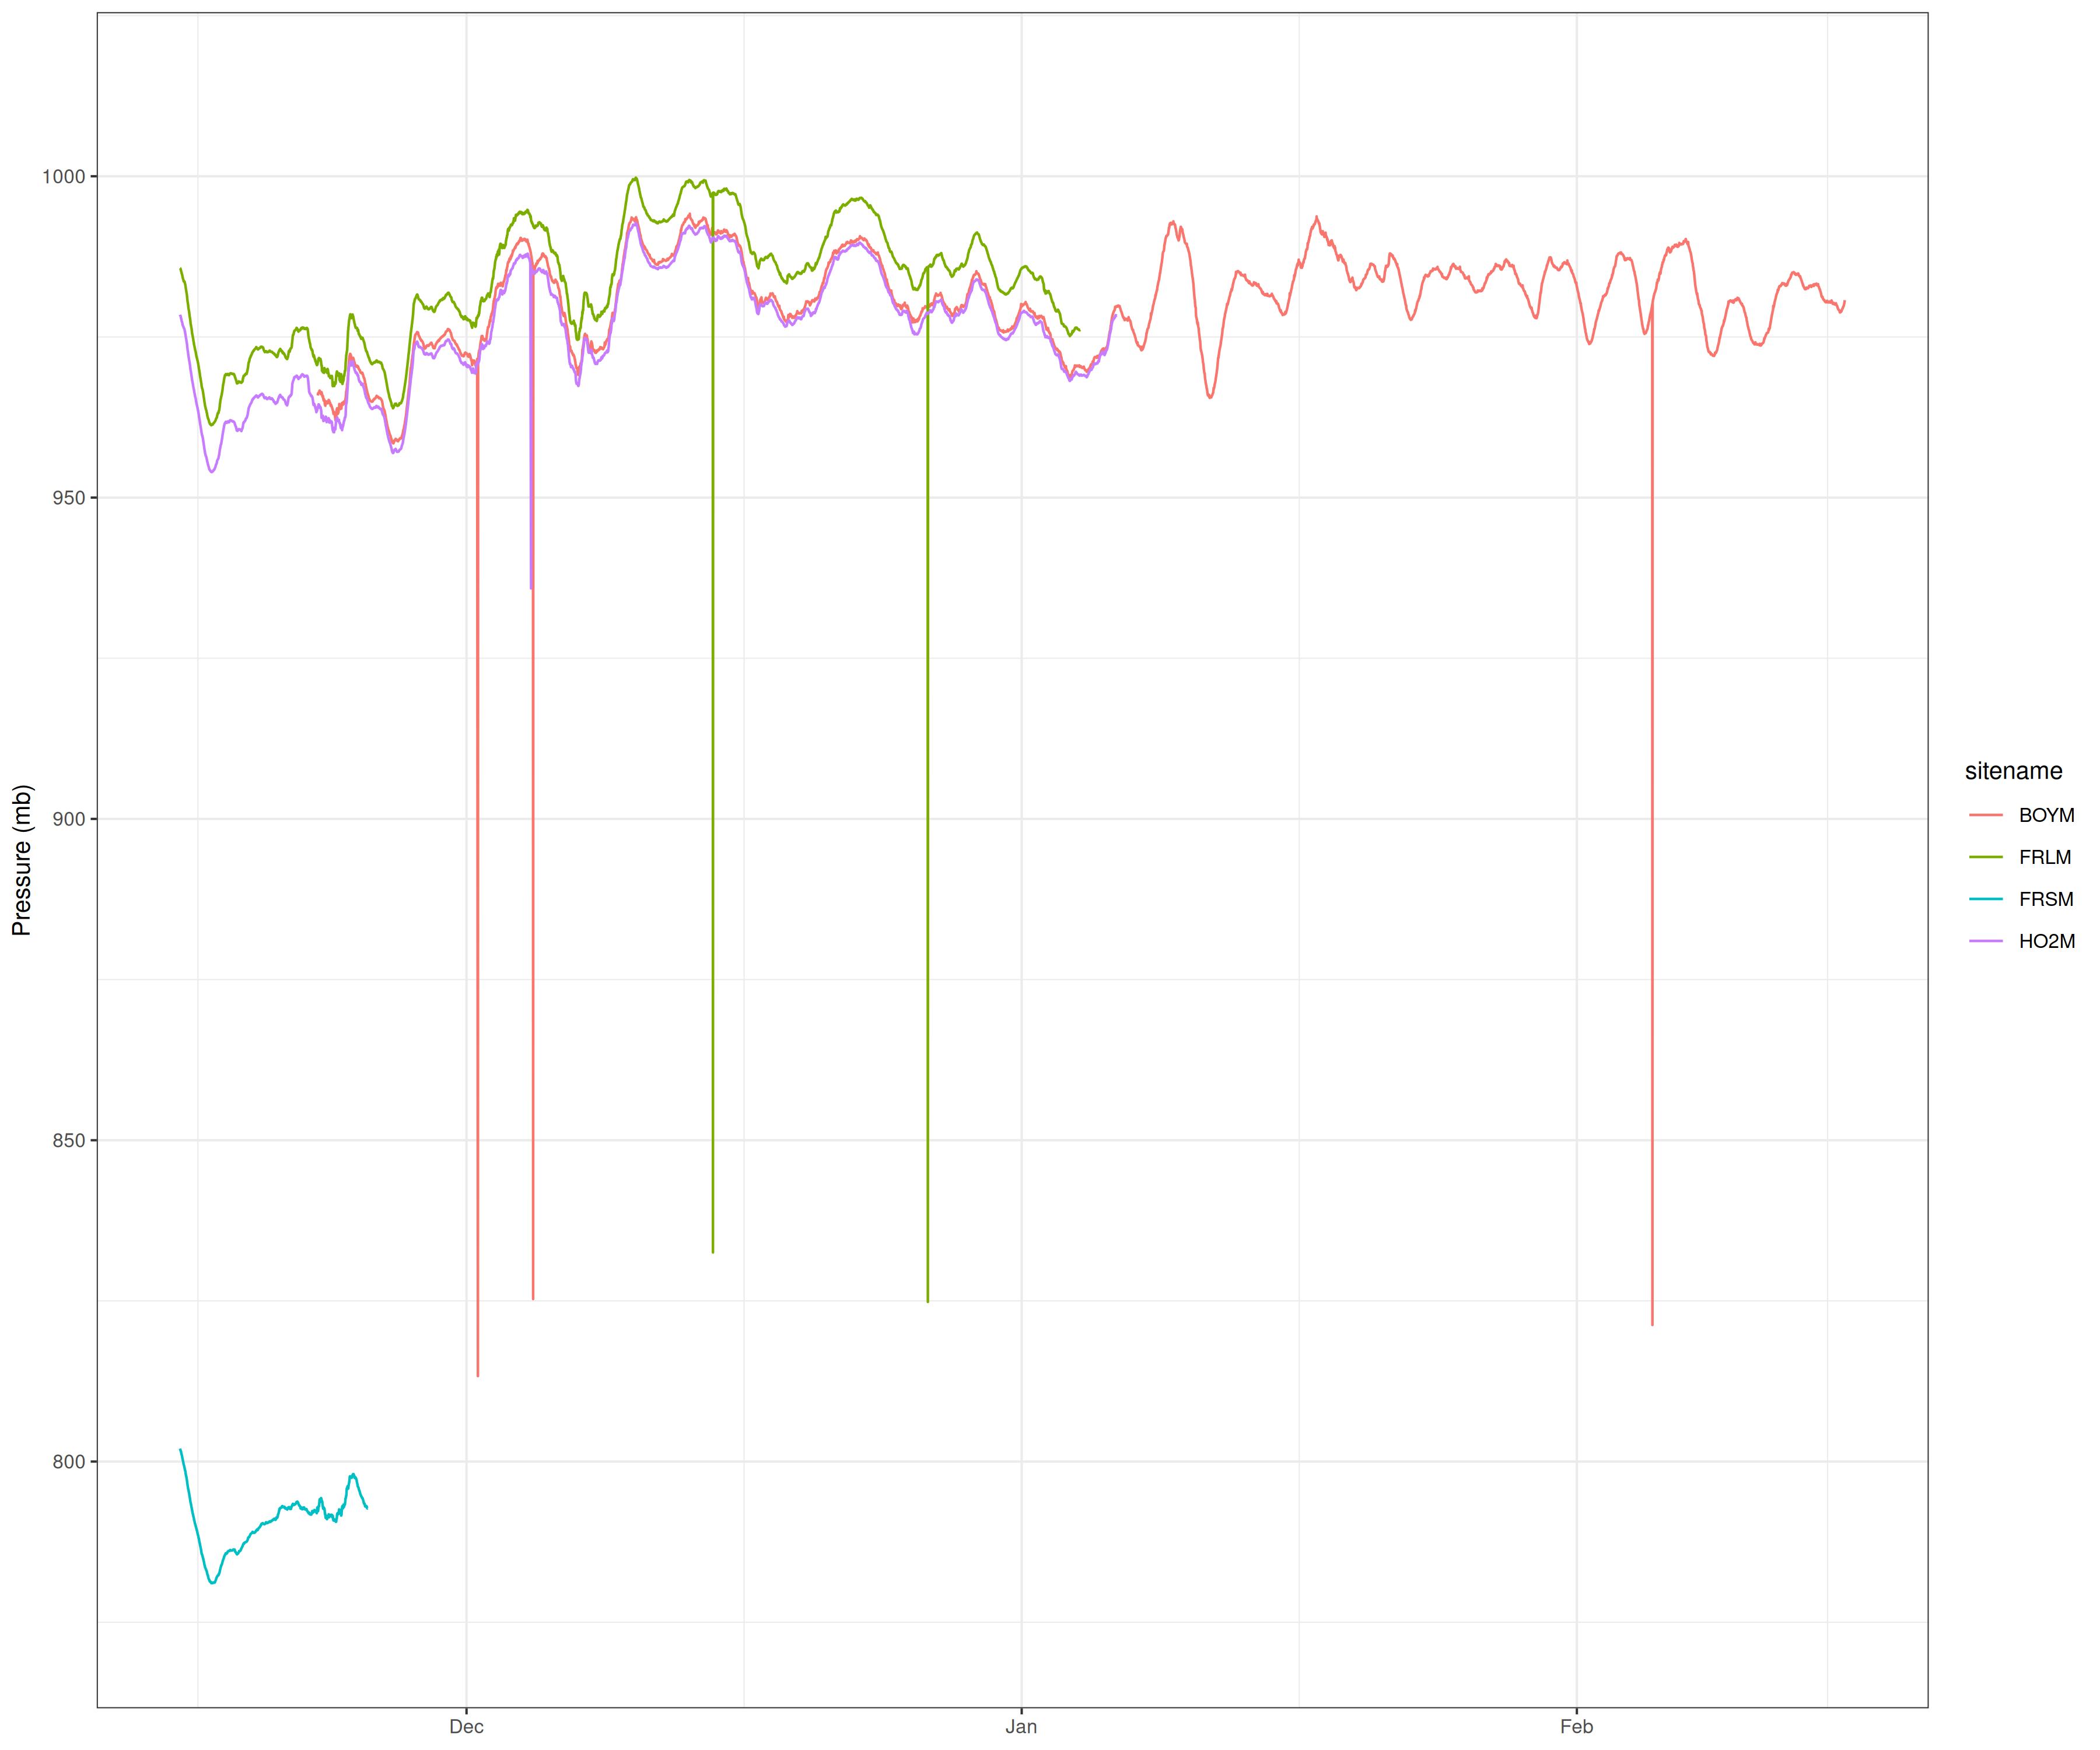 1000
950
900
850
800
Pressure (mb)
Dec
Jan
Feb
sitename
BOYM
FRLM
FRSM
HO2M